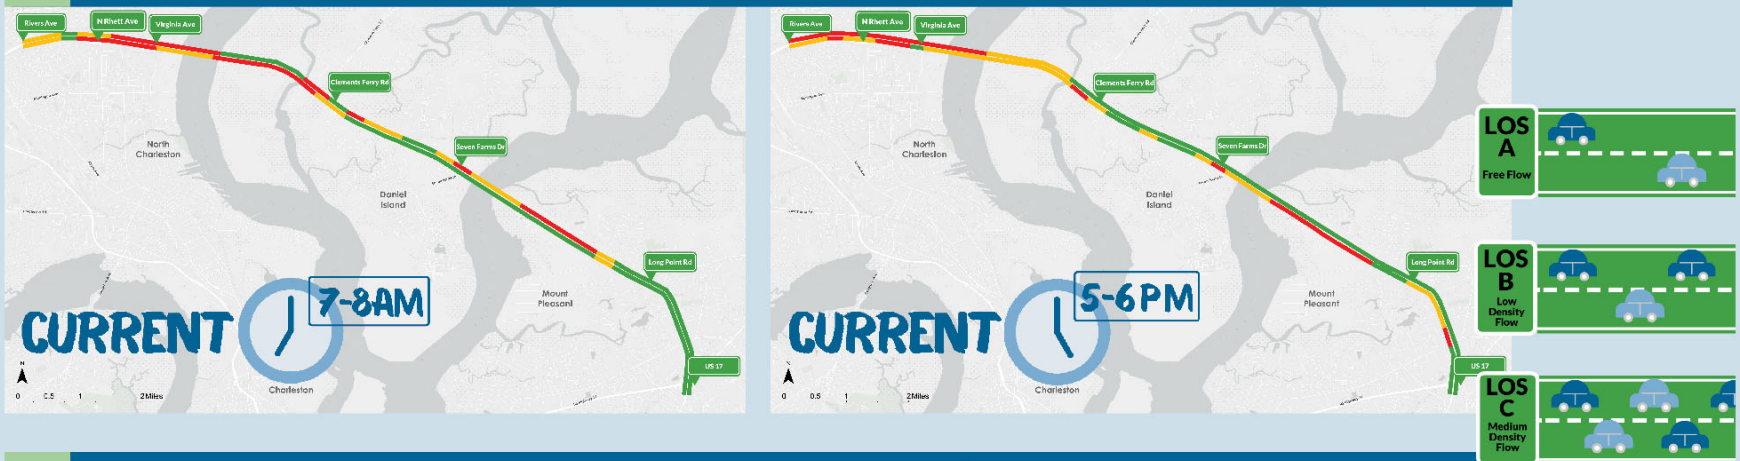 Rivers Ave
N Rhett Ave
Virginia Ave
Clements Ferry Rd
North
Charleston
Seven Farms Dr
Daniel
Island
Long Point Rd
Mount
Pleasant
CURRENT
7-8AM
US 17
Charleston
N
0 0.5 1 2 Miles
Rivers Ave
N Rhett Ave
Virginia Ave
Clements Ferry Rd
North
Charleston
Seven Farms Dr
Daniel
Island
Long Point Rd
Mount
Pleasant
CURRENT
5-6PM
US 17
Charleston
N
0 0.5 1 2 Miles
LOS
A
Free Flow
LOS
B
Low
Density
Flow
LOS
C
Medium
Density
Flow